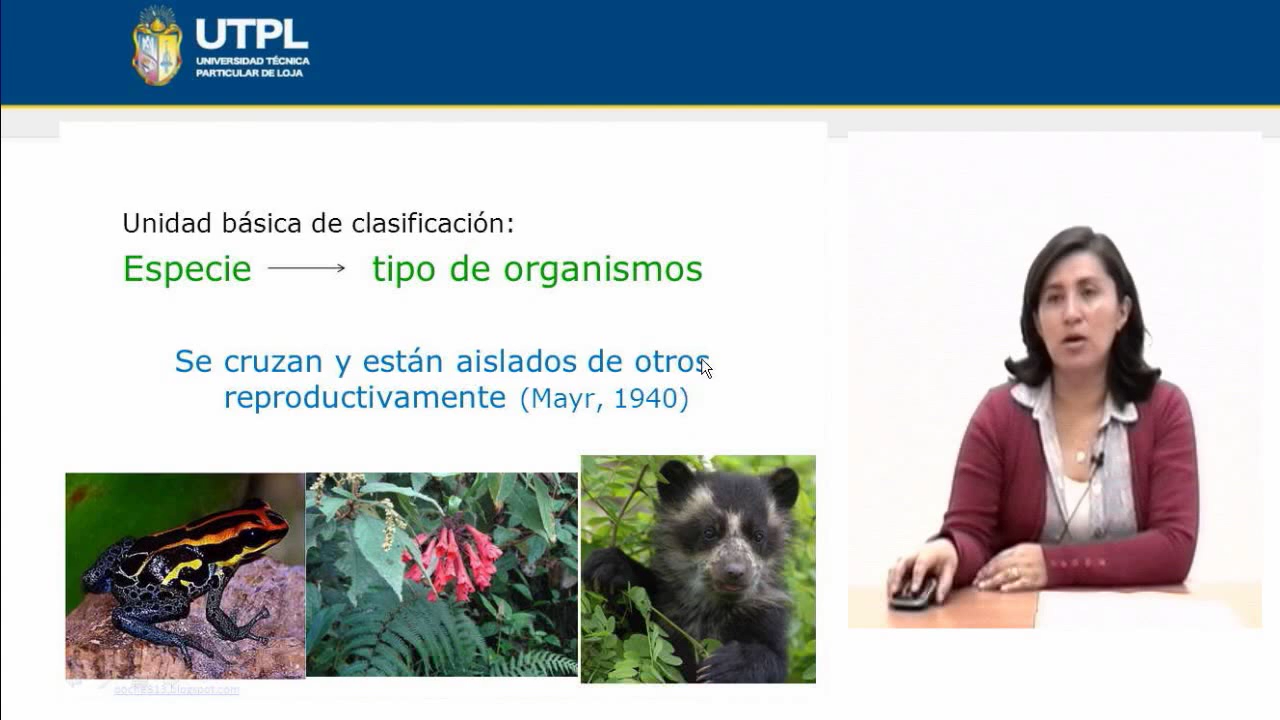 UTPL
UNIVERSIDAD TÉCNICA
PARTICULAR DE LOJA
Unidad básica de clasificación:
Especie → tipo de organismos
Se cruzan y están aislados de otros
reproductivamente (Mayr, 1940)